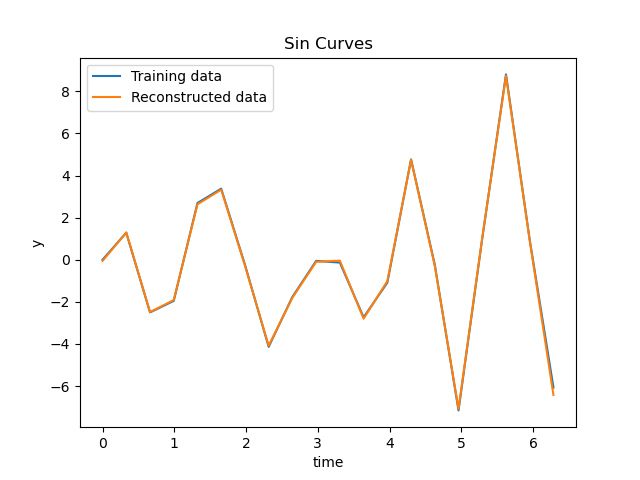 Sin Curves
Training data
Reconstructed data
8
6
4
2
0
−2
−4
−6
y
0 1 2 3 4 5 6
time